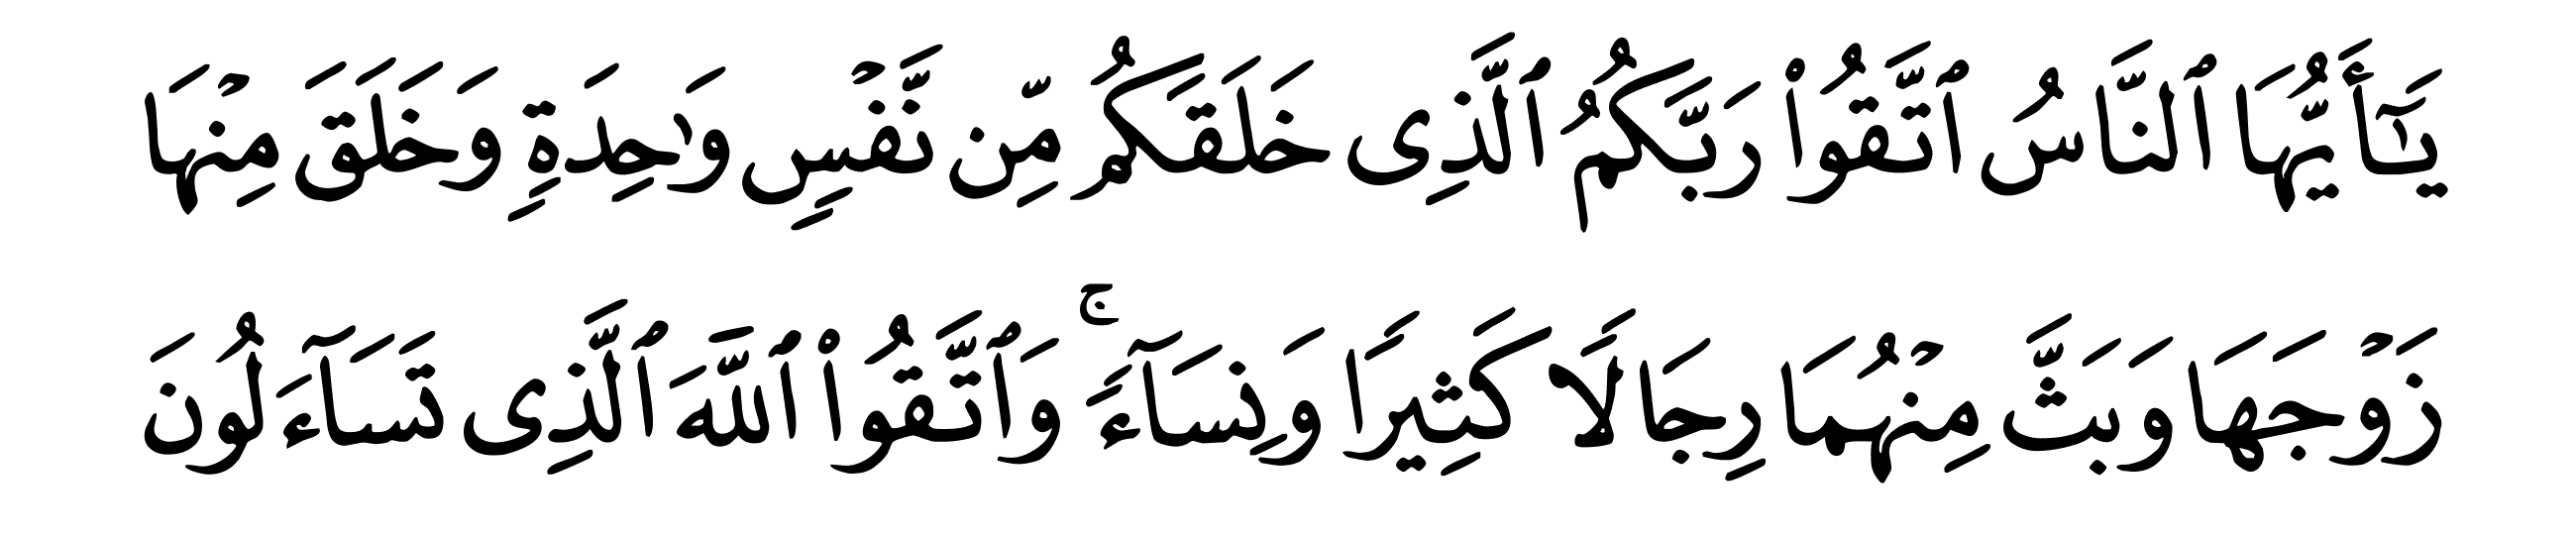 يَـٰٓأَيُّهَا ٱلنَّاسُ ٱتَّقُوا۟ رَبَّكُمُ ٱلَّذِى خَلَقَكُم مِّن نَّفْسٍ وَٰحِدَةٍ وَخَلَقَ مِنْهَا
زَوْجَهَا وَبَثَّ مِنْهُمَا رِجَالًا كَثِيرًا وَنِسَآءً ۚ وَٱتَّقُوا۟ ٱللَّهَ ٱلَّذِى تَسَآءَلُونَ